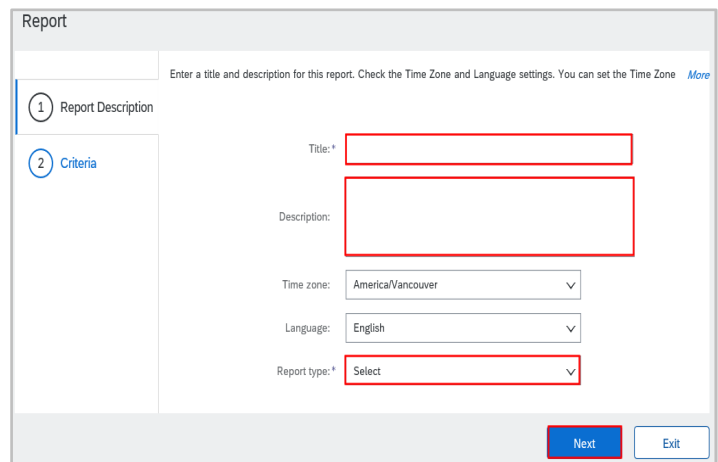 Report
Enter a title and description for this report. Check the Time Zone and Language settings. You can set the Time Zone More
1 Report Description
2 Criteria
Title:*
Description:
Time zone: America/Vancouver
Language: English
Report type:* Select
Next Exit